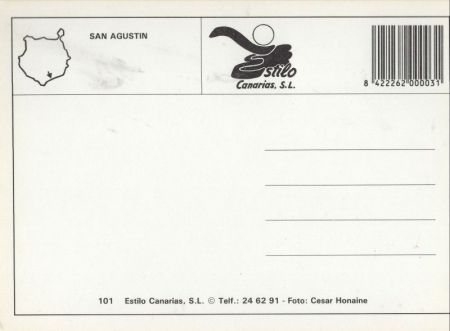 SAN AGUSTIN
Estilo
Canarias, S.L.
8 422262 000031
101 Estilo Canarias, S.L. © Telf.: 24 62 91 - Foto: Cesar Honaine